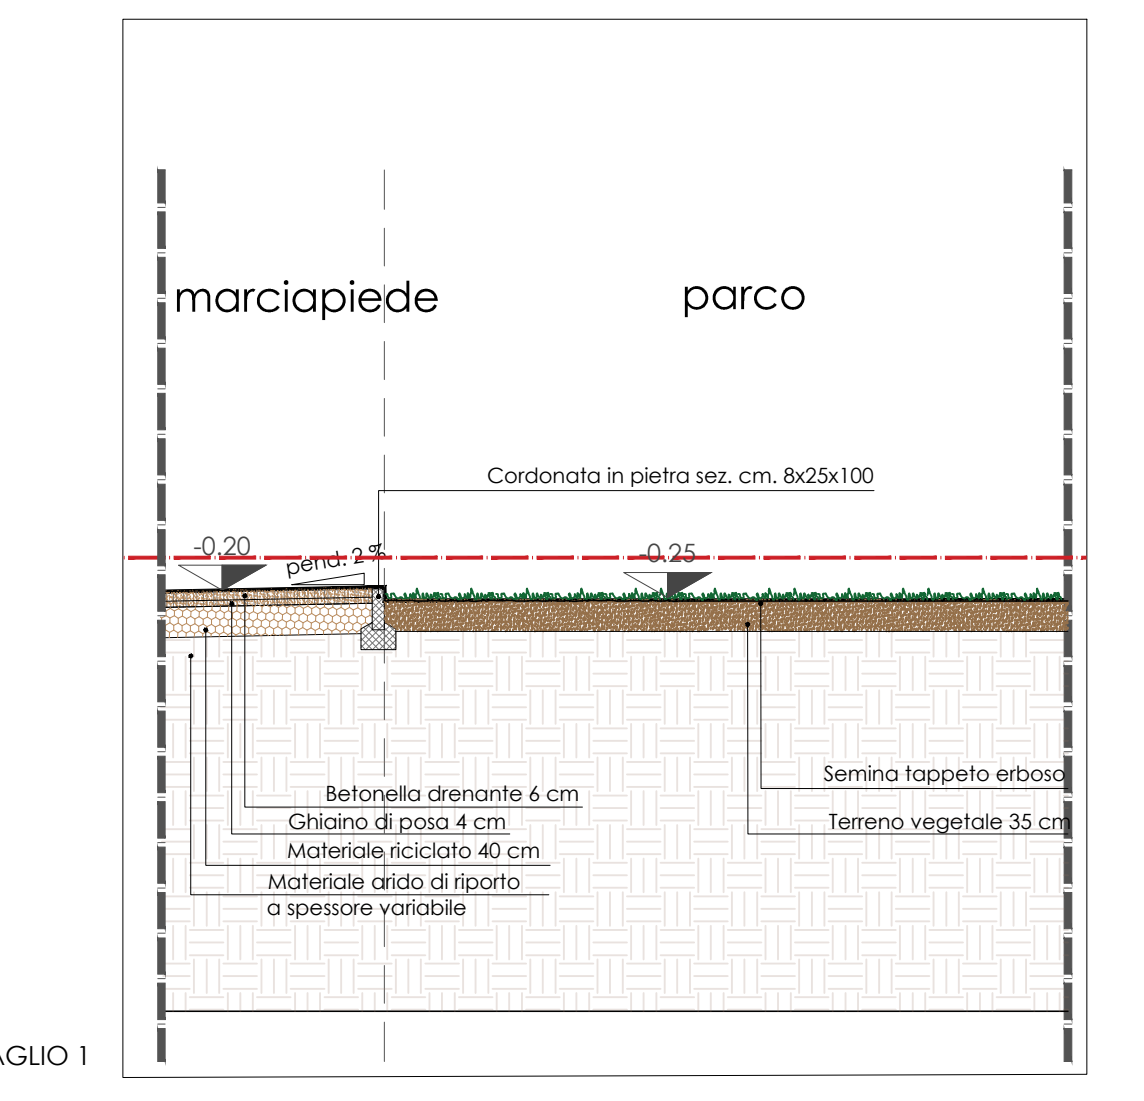 marciapiede
parco
Cordonata in pietra sez. cm. 8x25x100
-0.20
pend. 2 %
-0.25
Semina tappeto erboso
Betonella drenante 6 cm
Ghiaino di posa 4 cm
Terreno vegetale 35 cm
Materiale riciclato 40 cm
Materiale arido di riporto
a spessore variabile
AGLIO 1